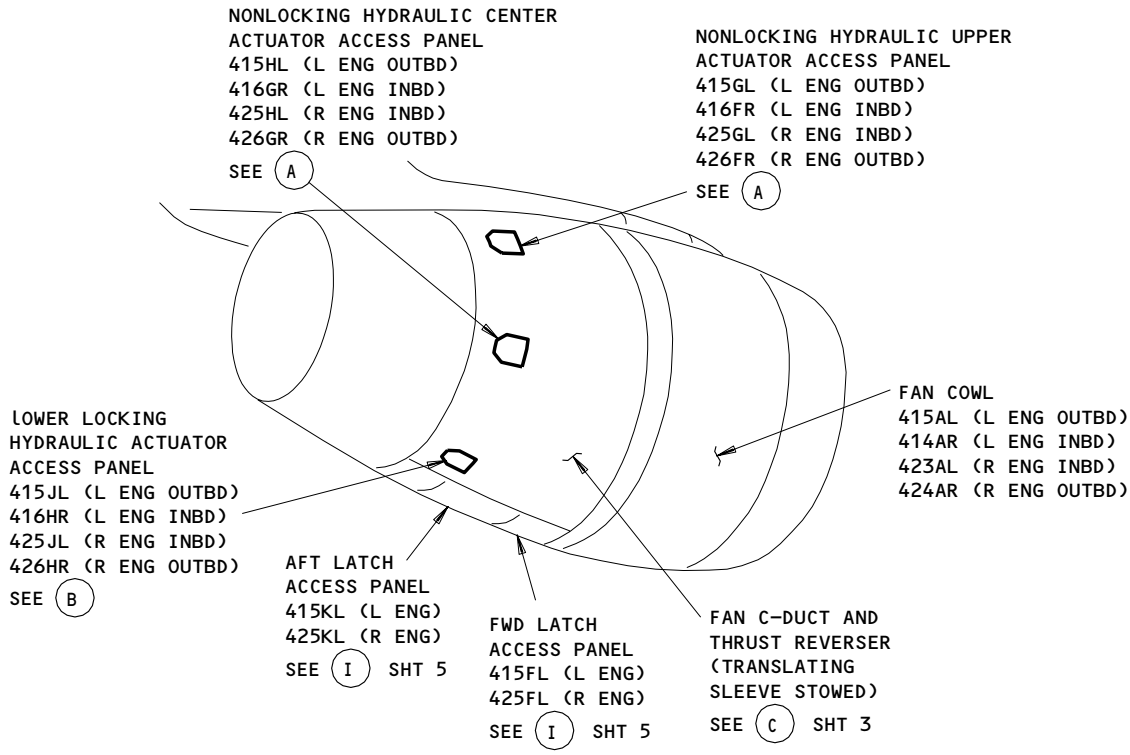 NONLOCKING HYDRAULIC CENTER
ACTUATOR ACCESS PANEL
415HL (L ENG OUTBD)
416GR (L ENG INBD)
425HL (R ENG INBD)
426GR (R ENG OUTBD)
SEE A
NONLOCKING HYDRAULIC UPPER
ACTUATOR ACCESS PANEL
415GL (L ENG OUTBD)
416FR (L ENG INBD)
425GL (R ENG INBD)
426FR (R ENG OUTBD)
SEE A
lOWER LOCKING
HYDRAULIC ACTUATOR
ACCESS PANEL
415JL (L ENG OUTBD)
416HR (L ENG INBD)
425JL (R ENG INBD)
426HR (R ENG OUTBD)
SEE B
FAN COWL
415AL (L ENG OUTBD)
414AR (L ENG INBD)
423AL (R ENG INBD)
424AR (R ENG OUTBD)
AFT LATCH
ACCESS PANEL
415KL (L ENG)
425KL (R ENG)
SEE I SHT 5
FWD LATCH
ACCESS PANEL
415FL (L ENG)
425FL (R ENG)
SEE I SHT 5
FAN C-DUCT AND
THRUST REVERSER
(TRANSLATING
SLEEVE STOWED)
SEE C SHT 3